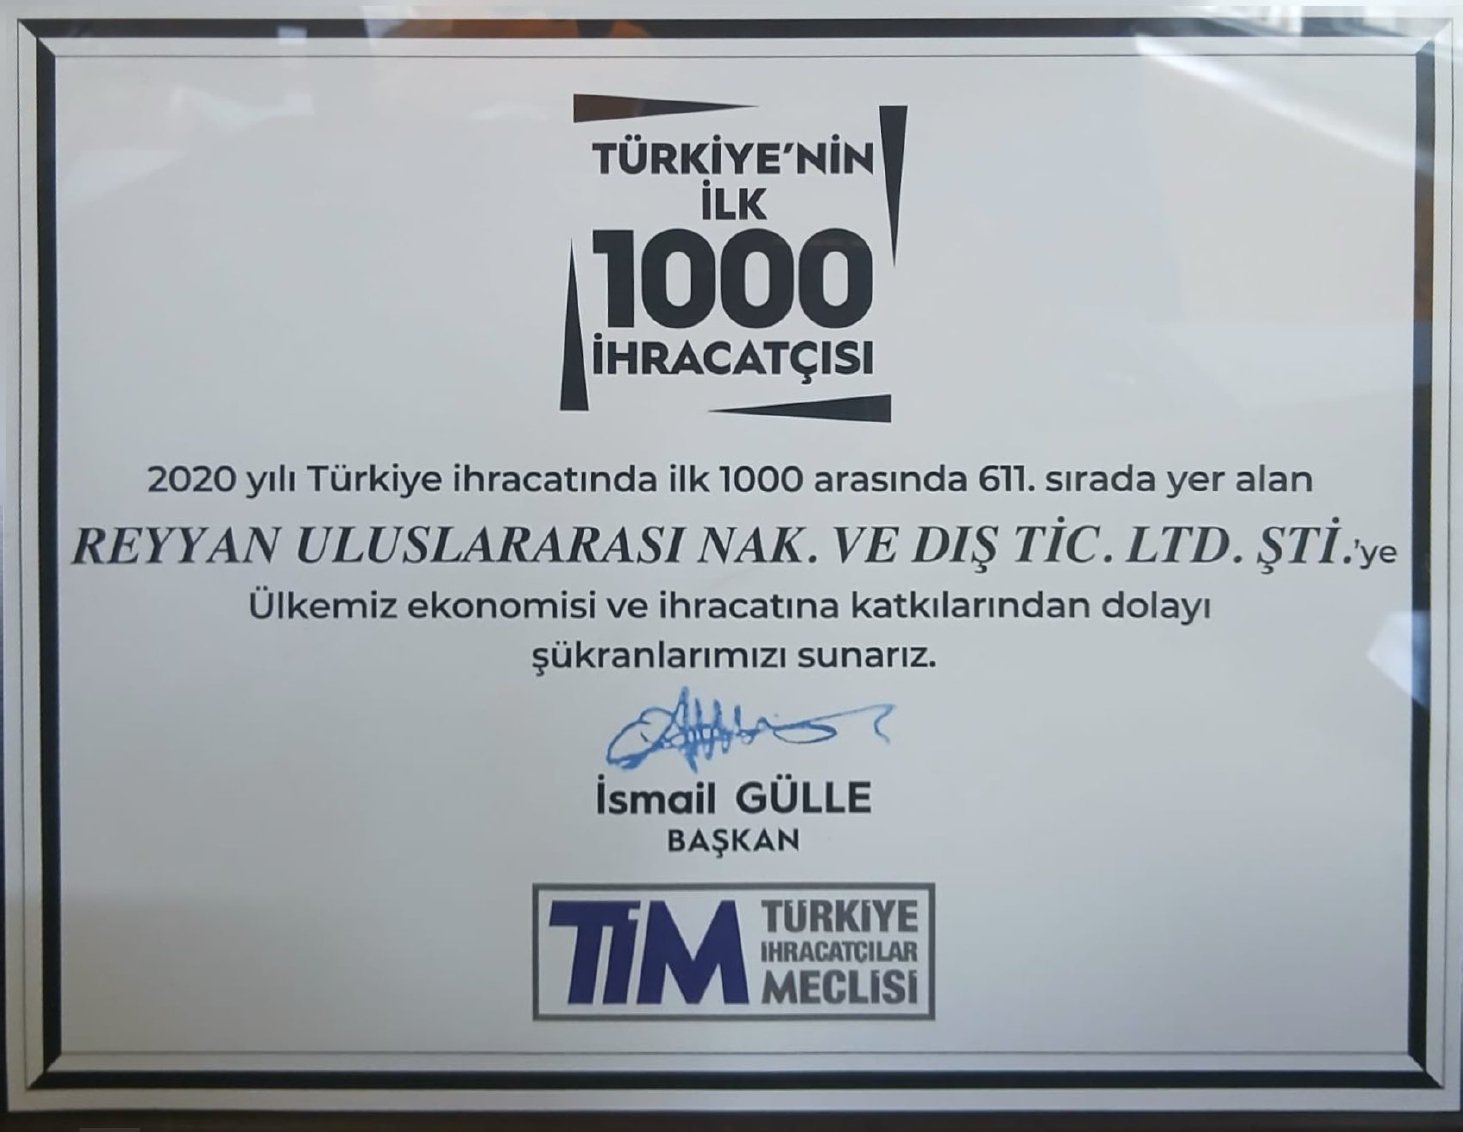 TÜRKİYE'NİN
İLK
1000
İHRACATÇISI
2020 yılı Türkiye ihracatında ilk 1000 arasında 611. sırada yer alan
REYYAN ULUSLARARASI NAK. VE DIŞ TİC. LTD. ŞTİ.'ye
Ülkemiz ekonomisi ve ihracatına katkılarından dolayı
şükranlarımızı sunarız.
İsmail GÜLLE
BAŞKAN
TİM
TÜRKİYE
İHRACATÇILAR
MECLİSİ